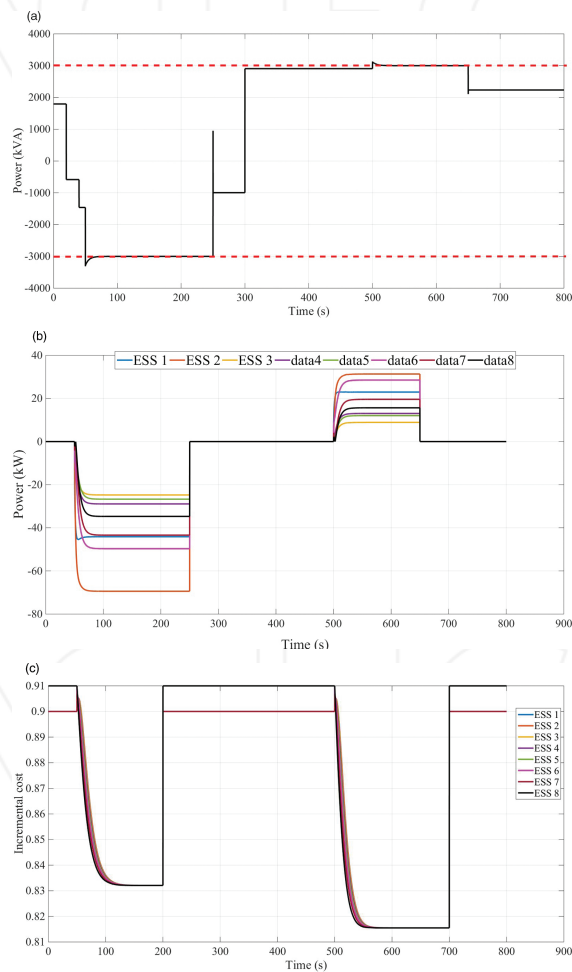 (a)
4000
3000
2000
1000
0
-1000
-2000
-3000
-4000
Power (kVA)
0 100 200 300 400 500 600 700 800
Time (s)
(b)
ESS 1 ESS 2 ESS 3 data4 data5 data6 data7 data8
40
20
0
-20
-40
-60
-80
Power (kW)
0 100 200 300 400 500 600 700 800 900
Time (s)
(c)
0.91
0.9
0.89
0.88
0.87
0.86
0.85
0.84
0.83
0.82
0.81
Incremental cost
ESS 1
ESS 2
ESS 3
ESS 4
ESS 5
ESS 6
ESS 7
ESS 8
0 100 200 300 400 500 600 700 800 900
Time (s)